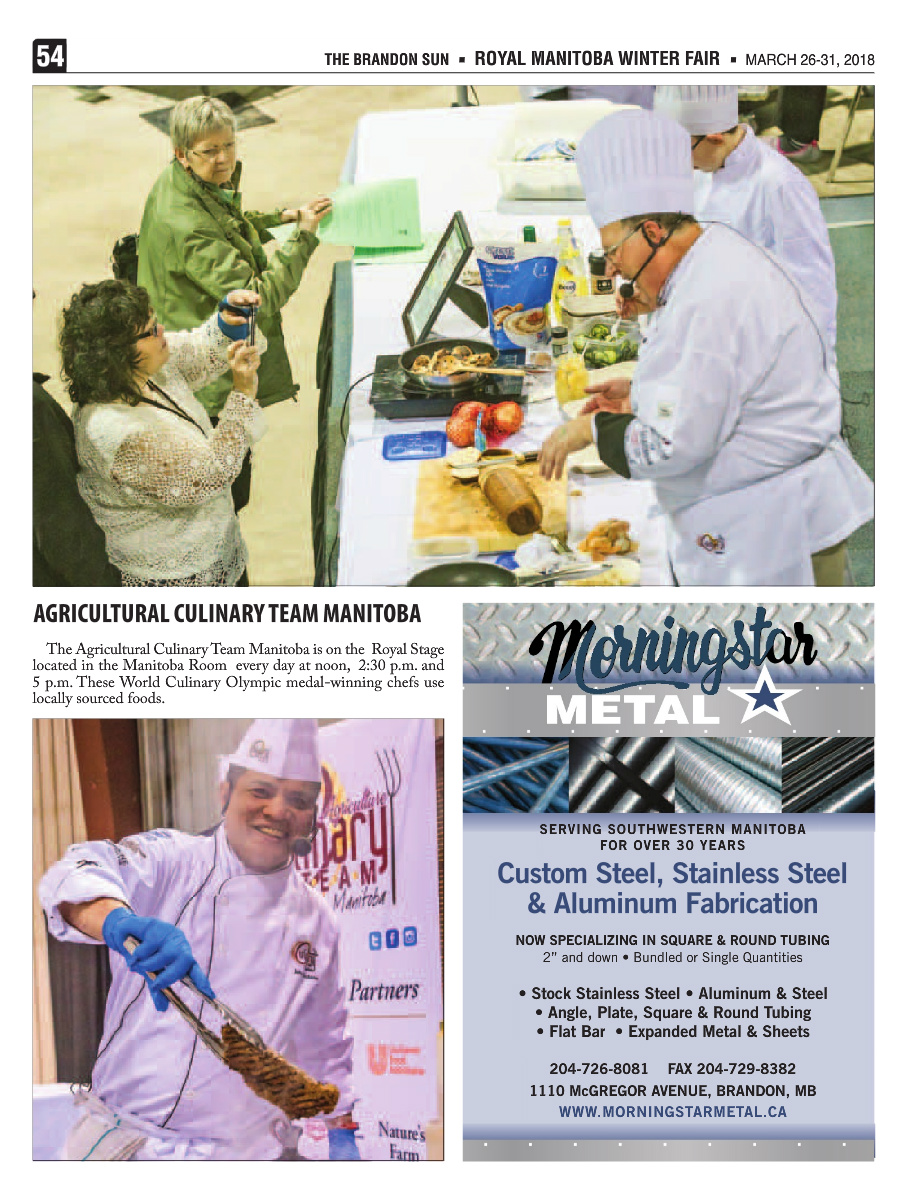 54
THE BRANDON SUN ▪ ROYAL MANITOBA WINTER FAIR ▪ MARCH 26-31, 2018
AGRICULTURAL CULINARY TEAM MANITOBA
The Agricultural Culinary Team Manitoba is on the Royal Stage
located in the Manitoba Room every day at noon, 2:30 p.m. and
5 p.m. These World Culinary Olympic medal-winning chefs use
locally sourced foods.
TEAM
Manitoba
Partners
Nature's
Farm
Morningstar
METAL
SERVING SOUTHWESTERN MANITOBA
FOR OVER 30 YEARS
Custom Steel, Stainless Steel
& Aluminum Fabrication
NOW SPECIALIZING IN SQUARE & ROUND TUBING
2" and down • Bundled or Single Quantities
• Stock Stainless Steel • Aluminum & Steel
• Angle, Plate, Square & Round Tubing
• Flat Bar • Expanded Metal & Sheets
204-726-8081 FAX 204-729-8382
1110 McGREGOR AVENUE, BRANDON, MB
WWW.MORNINGSTARMETAL.CA